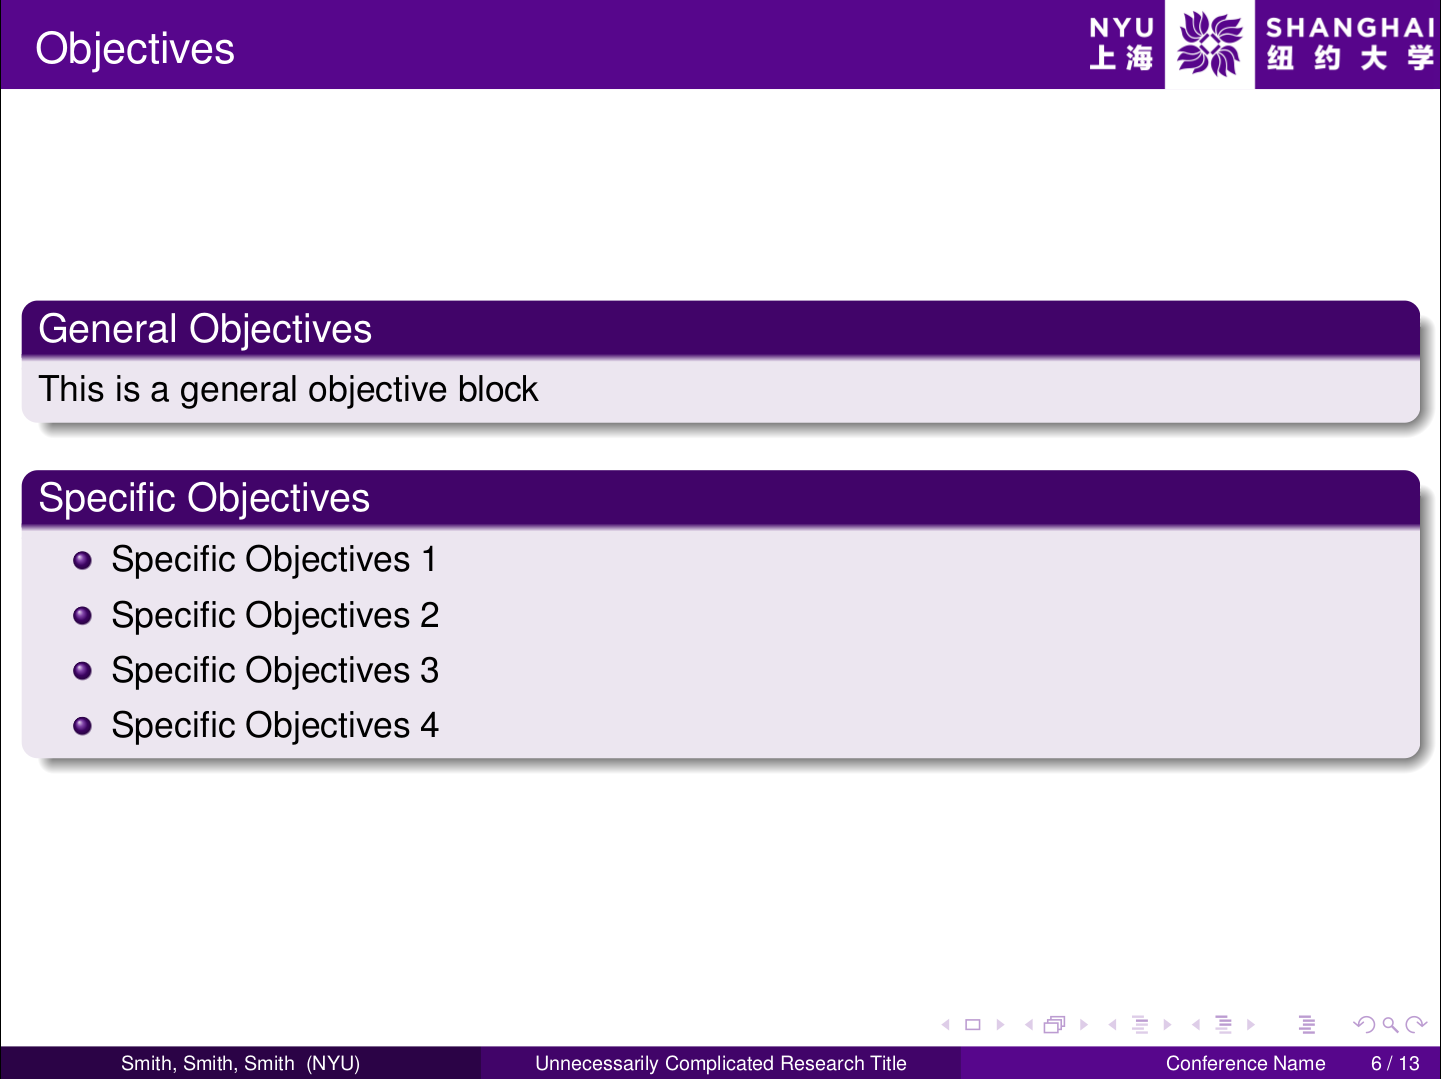 Objectives
NYU SHANGHAI
上海 纽约大学
General Objectives
This is a general objective block
Specific Objectives
Specific Objectives 1
Specific Objectives 2
Specific Objectives 3
Specific Objectives 4
Smith, Smith, Smith (NYU) Unnecessarily Complicated Research Title Conference Name 6 / 13